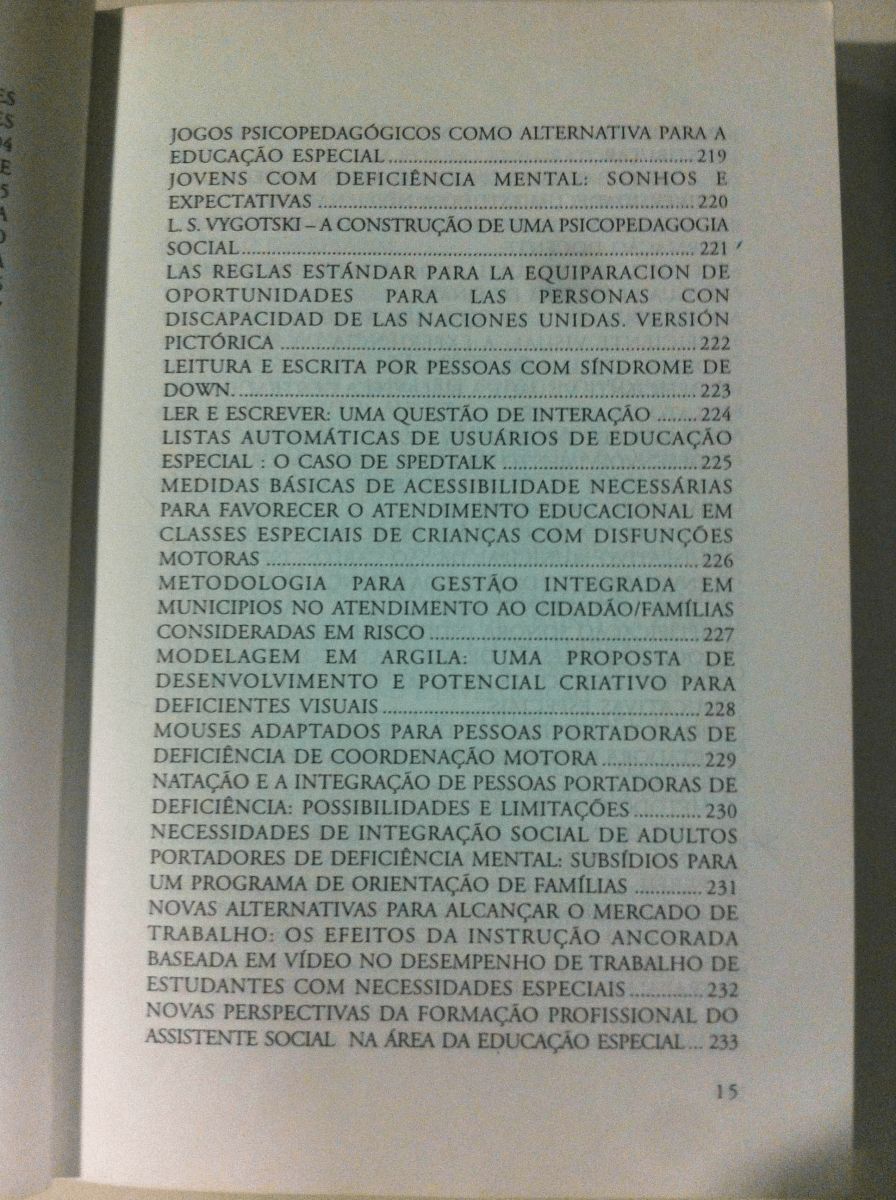 ES
ES
04
E
5
A
O
A
JOGOS PSICOPEDAGÓGICOS COMO ALTERNATIVA PARA A
EDUCAÇÃO ESPECIAL ........................................................ 219
JOVENS COM DEFICIÊNCIA MENTAL: SONHOS E
EXPECTATIVAS ................................................................ 220
L. S. VYGOTSKI – A CONSTRUÇÃO DE UMA PSICOPEDAGOGIA
SOCIAL ............................................................................ 221
LAS REGLAS ESTÁNDAR PARA LA EQUIPARACION DE
OPORTUNIDADES PARA LAS PERSONAS CON
DISCAPACIDAD DE LAS NACIONES UNIDAS. VERSIÓN
PICTÓRICA ...................................................................... 222
LEITURA E ESCRITA POR PESSOAS COM SÍNDROME DE
DOWN. ............................................................................ 223
LER E ESCREVER: UMA QUESTÃO DE INTERAÇÃO ........ 224
LISTAS AUTOMÁTICAS DE USUÁRIOS DE EDUCAÇÃO
ESPECIAL : O CASO DE SPEDTALK .................................. 225
MEDIDAS BÁSICAS DE ACESSIBILIDADE NECESSÁRIAS
PARA FAVORECER O ATENDIMENTO EDUCACIONAL EM
CLASSES ESPECIAIS DE CRIANÇAS COM DISFUNÇÕES
MOTORAS ........................................................................ 226
METODOLOGIA PARA GESTÃO INTEGRADA EM
MUNICIPIOS NO ATENDIMENTO AO CIDADÃO/FAMÍLIAS
CONSIDERADAS EM RISCO .............................................. 227
MODELAGEM EM ARGILA: UMA PROPOSTA DE
DESENVOLVIMENTO E POTENCIAL CRIATIVO PARA
DEFICIENTES VISUAIS ...................................................... 228
MOUSES ADAPTADOS PARA PESSOAS PORTADORAS DE
DEFICIÊNCIA DE COORDENAÇÃO MOTORA .................. 229
NATAÇÃO E A INTEGRAÇÃO DE PESSOAS PORTADORAS DE
DEFICIÊNCIA: POSSIBILIDADES E LIMITAÇÕES ............. 230
NECESSIDADES DE INTEGRAÇÃO SOCIAL DE ADULTOS
PORTADORES DE DEFICIÊNCIA MENTAL: SUBSÍDIOS PARA
UM PROGRAMA DE ORIENTAÇÃO DE FAMÍLIAS ............. 231
NOVAS ALTERNATIVAS PARA ALCANÇAR O MERCADO DE
TRABALHO: OS EFEITOS DA INSTRUÇÃO ANCORADA
BASEADA EM VÍDEO NO DESEMPENHO DE TRABALHO DE
ESTUDANTES COM NECESSIDADES ESPECIAIS .............. 232
NOVAS PERSPECTIVAS DA FORMAÇÃO PROFISSIONAL DO
ASSISTENTE SOCIAL NA ÁREA DA EDUCAÇÃO ESPECIAL ... 233
15